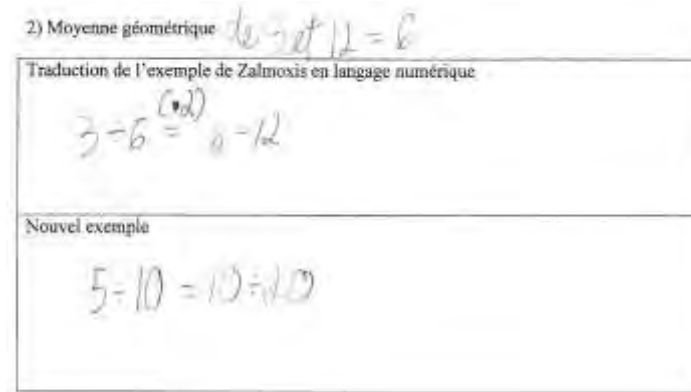 2) Moyenne géométrique de 3 et 12 = 6
Traduction de l'exemple de Zalmoxis en langage numérique
(•2)
3 ÷ 6 = 6 ÷ 12
Nouvel exemple
5 ÷ 10 = 10 ÷ 20